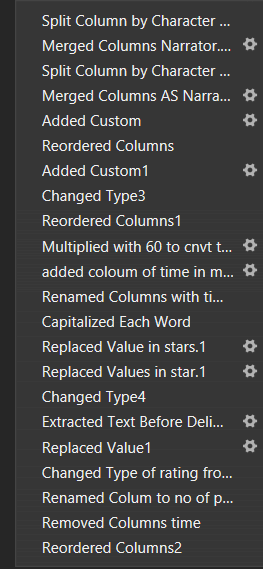 Split Column by Character ...
Merged Columns Narrator....
Split Column by Character ...
Merged Columns AS Narra...
Added Custom
Reordered Columns
Added Custom1
Changed Type3
Reordered Columns1
Multiplied with 60 to cnvt t...
added coloum of time in m...
Renamed Columns with ti...
Capitalized Each Word
Replaced Value in stars.1
Replaced Values in star.1
Changed Type4
Extracted Text Before Deli...
Replaced Value1
Changed Type of rating fro...
Renamed Colum to no of p...
Removed Columns time
Reordered Columns2